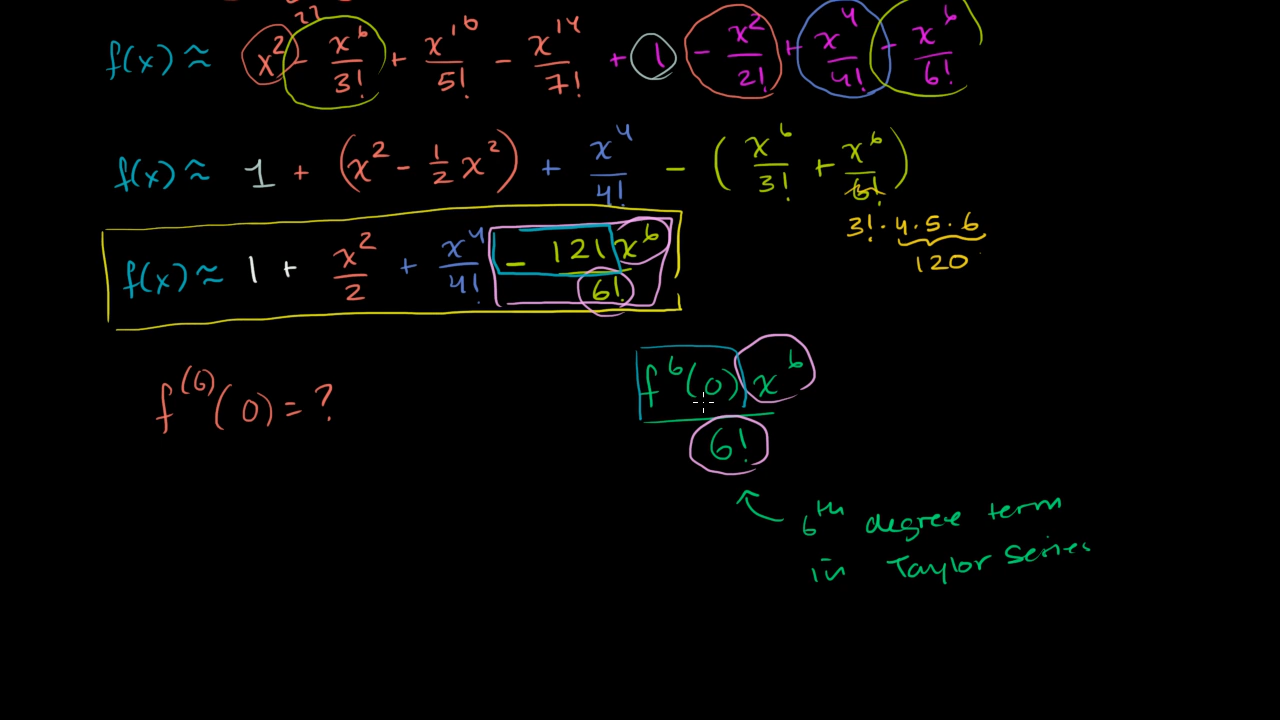 f(x) ≈ x² - x⁶/3! + x¹⁰/5! - x¹⁴/7! + 1 - x²/2! + x⁴/4! - x⁶/6!
f(x) ≈ 1 + (x² - 1/2 x²) + x⁴/4! - (x⁶/3! + x⁶/6!)
3! · 4 · 5 · 6
120
f(x) ≈ 1 + x²/2 + x⁴/4! - 121x⁶/6!
f⁽⁶⁾(0) = ?
f⁶(0) x⁶/6!
6th degree term
in Taylor Series